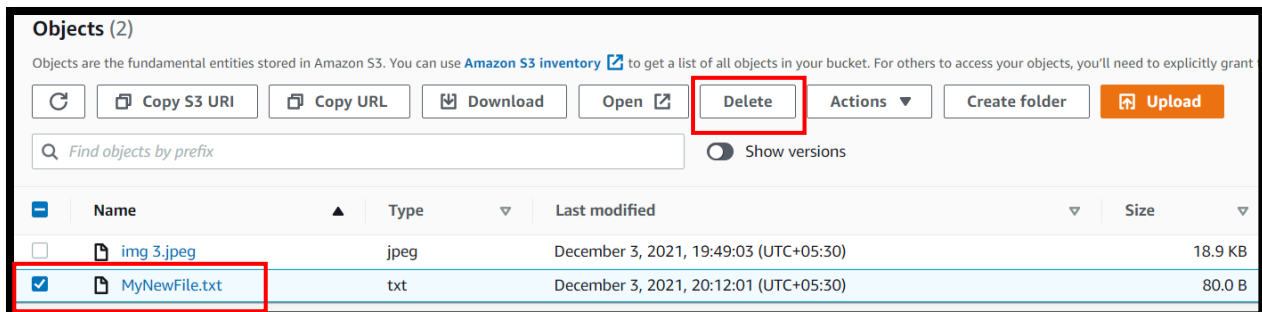 Objects (2)
Objects are the fundamental entities stored in Amazon S3. You can use Amazon S3 inventory to get a list of all objects in your bucket. For others to access your objects, you'll need to explicitly grant
Copy S3 URI Copy URL Download Open Delete Actions Create folder Upload
Find objects by prefix Show versions
Name Type Last modified Size
img 3.jpeg jpeg December 3, 2021, 19:49:03 (UTC+05:30) 18.9 KB
MyNewFile.txt txt December 3, 2021, 20:12:01 (UTC+05:30) 80.0 B